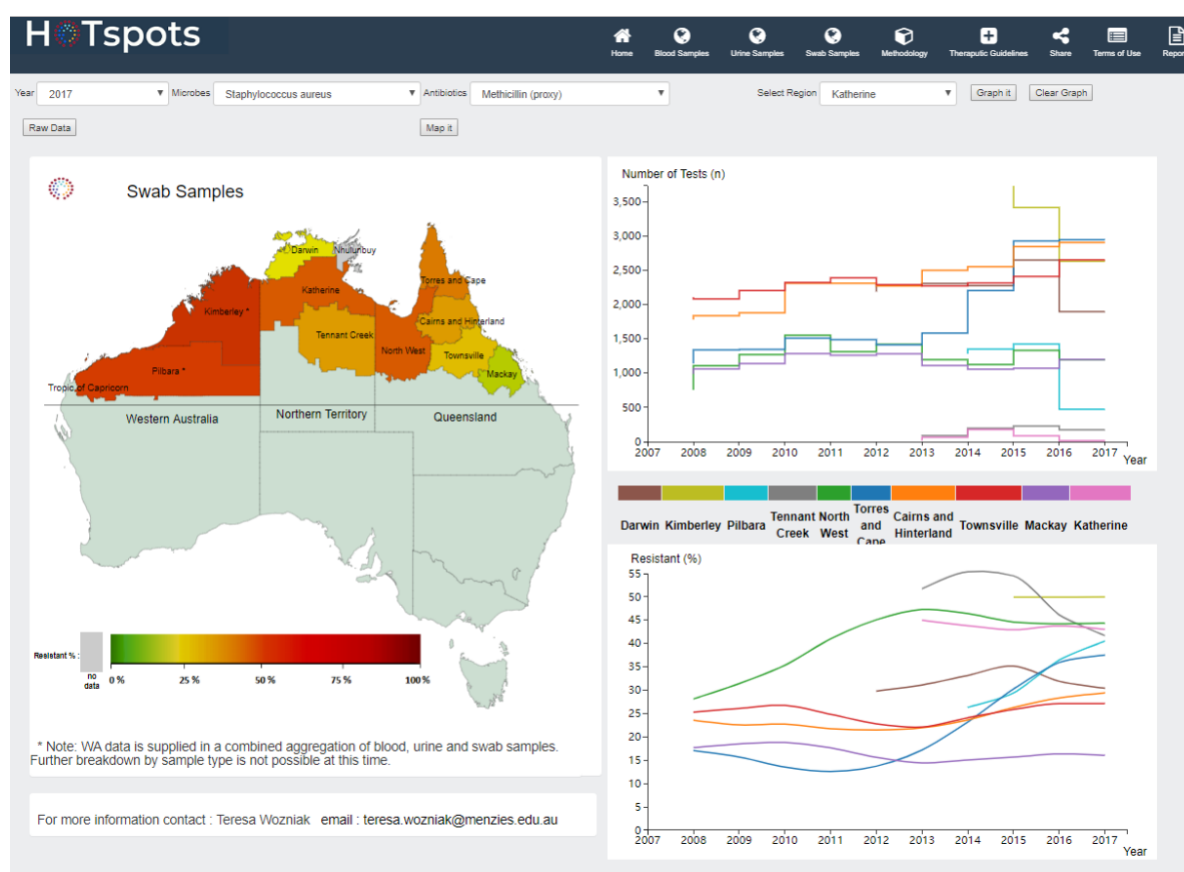 HOTspots
Home Blood Samples Urine Samples Swab Samples Methodology Theraputic Guidelines Share Terms of Use Repor
Year 2017 Microbes Staphylococcus aureus Antibiotics Methicillin (proxy) Select Region Katherine Graph it Clear Graph
Raw Data Map it
Swab Samples
Darwin Nhulunbuy
Katherine Torres and Cape
Kimberley *
Cairns and Hinterland
Tennant Creek
North West Townsville
Pilbara * Mackay
Tropic of Capricorn
Western Australia Northern Territory Queensland
Resistant % :
no data 0 % 25 % 50 % 75 % 100 %
* Note: WA data is supplied in a combined aggregation of blood, urine and swab samples.
Further breakdown by sample type is not possible at this time.
For more information contact : Teresa Wozniak email : teresa.wozniak@menzies.edu.au
Number of Tests (n)
3,500
3,000
2,500
2,000
1,500
1,000
500
0
2007 2008 2009 2010 2011 2012 2013 2014 2015 2016 2017
Year
Darwin Kimberley Pilbara Tennant Creek North West Torres and Cape Cairns and Hinterland Townsville Mackay Katherine
Resistant (%)
55
50
45
40
35
30
25
20
15
10
5
0
2007 2008 2009 2010 2011 2012 2013 2014 2015 2016 2017
Year